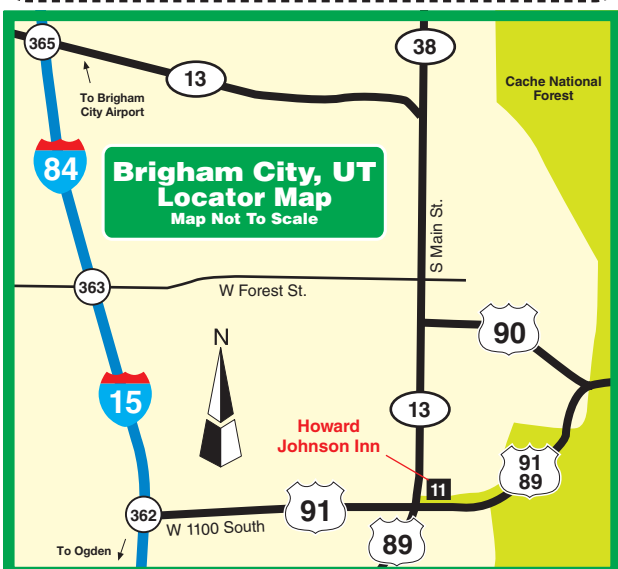 365
38
13
Cache National
Forest
To Brigham
City Airport
84
Brigham City, UT
Locator Map
Map Not To Scale
S Main St.
363
W Forest St.
90
N
15
13
Howard
Johnson Inn
11
91
89
362
91
W 1100 South
89
To Ogden